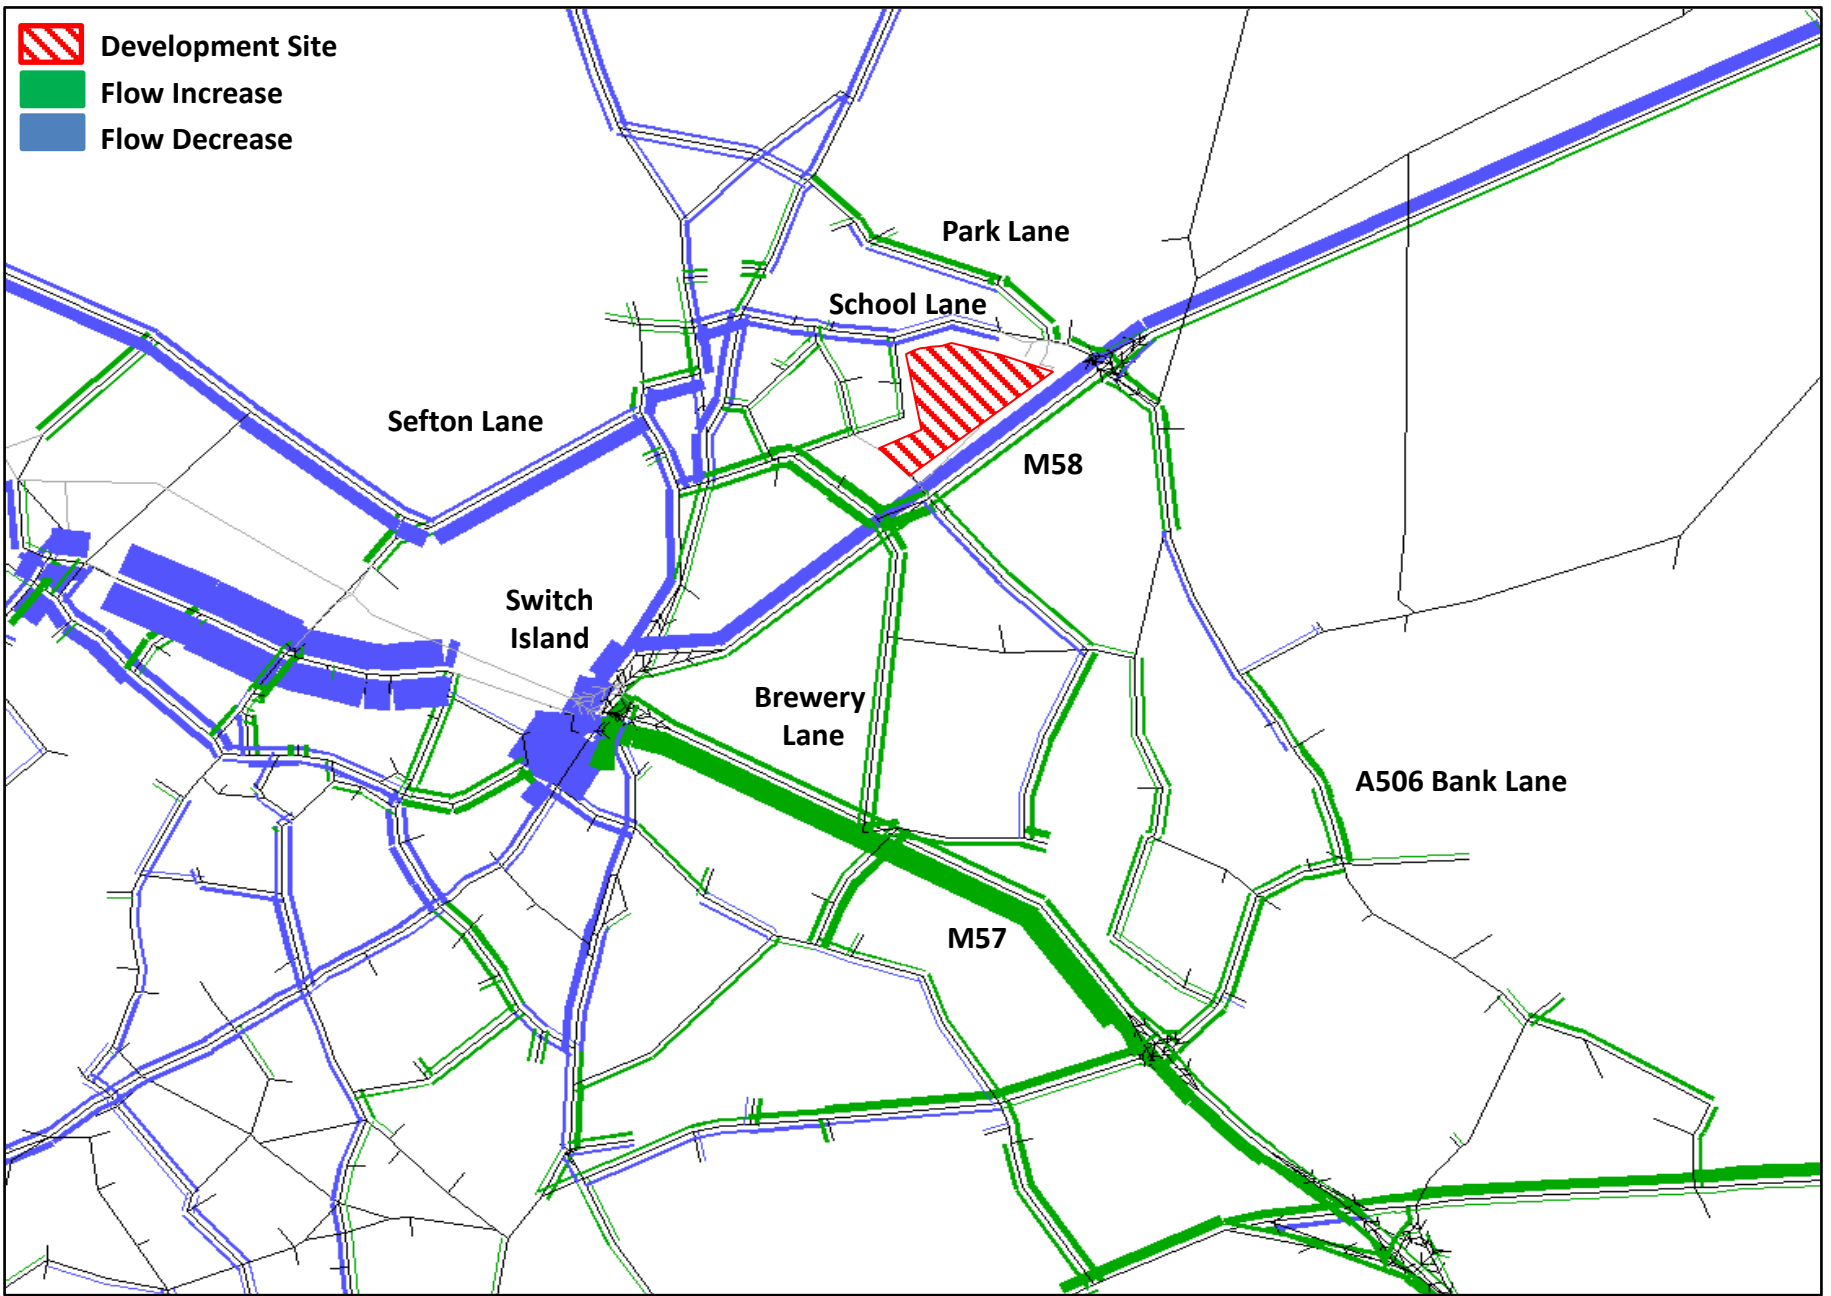 Development Site
Flow Increase
Flow Decrease
Park Lane
School Lane
Sefton Lane
M58
Switch
Island
Brewery
Lane
A506 Bank Lane
M57